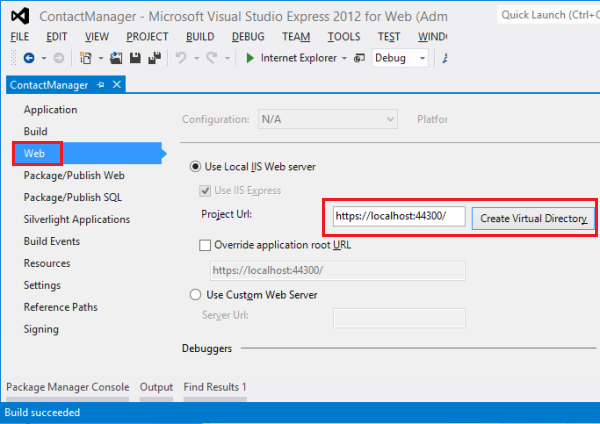 ContactManager - Microsoft Visual Studio Express 2012 for Web (Adm
Quick Launch (Ctrl+
FILE EDIT VIEW PROJECT BUILD DEBUG TEAM TOOLS TEST WIND
Internet Explorer Debug
ContactManager
Application
Build
Web
Package/Publish Web
Package/Publish SQL
Silverlight Applications
Build Events
Resources
Settings
Reference Paths
Signing
Configuration: N/A Platfor
Use Local IIS Web server
Use IIS Express
Project Url: https://localhost:44300/ Create Virtual Directory
Override application root URL
https://localhost:44300/
Use Custom Web Server
Server Url:
Debuggers
Package Manager Console Output Find Results 1
Build succeeded